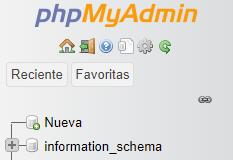 phpMyAdmin
Reciente Favoritas
Nueva
information_schema